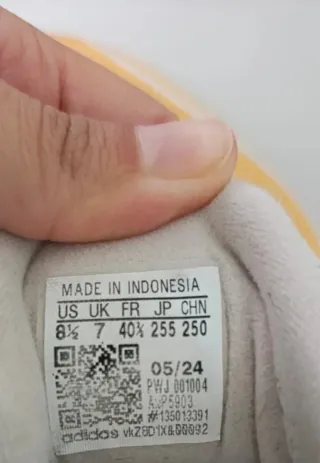 MADE IN INDONESIA
US UK FR JP CHN
8½ 7 40⅔ 255 250
05/24
PWJ 001004
#135013391
adidas